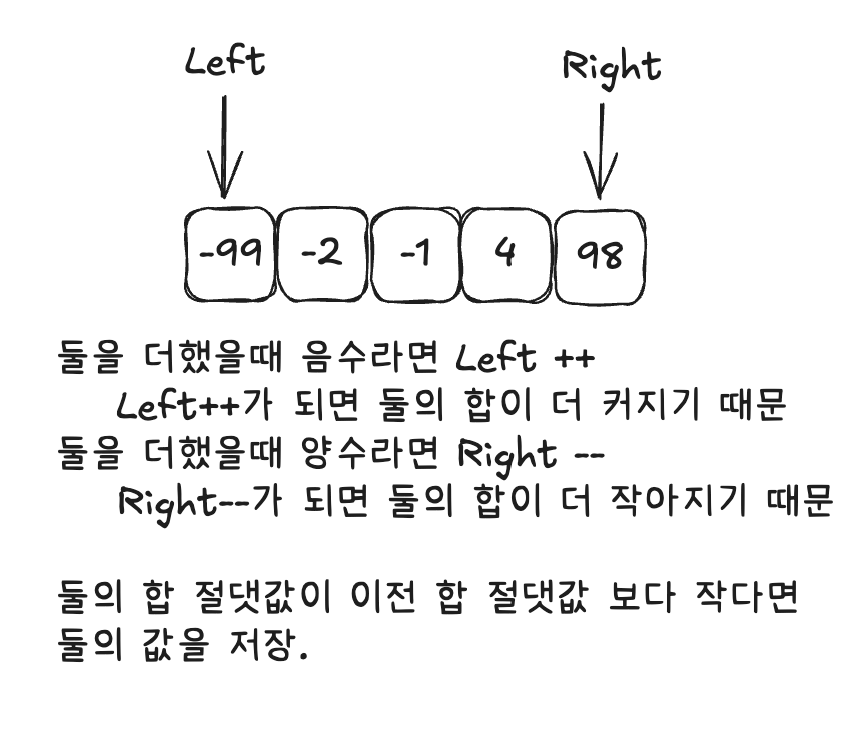 Left Right
-99 -2 -1 4 98
둘을 더했을때 음수라면 Left ++
Left++가 되면 둘의 합이 더 커지기 때문
둘을 더했을때 양수라면 Right --
Right--가 되면 둘의 합이 더 작아지기 때문
둘의 합 절댓값이 이전 합 절댓값 보다 작다면
둘의 값을 저장.